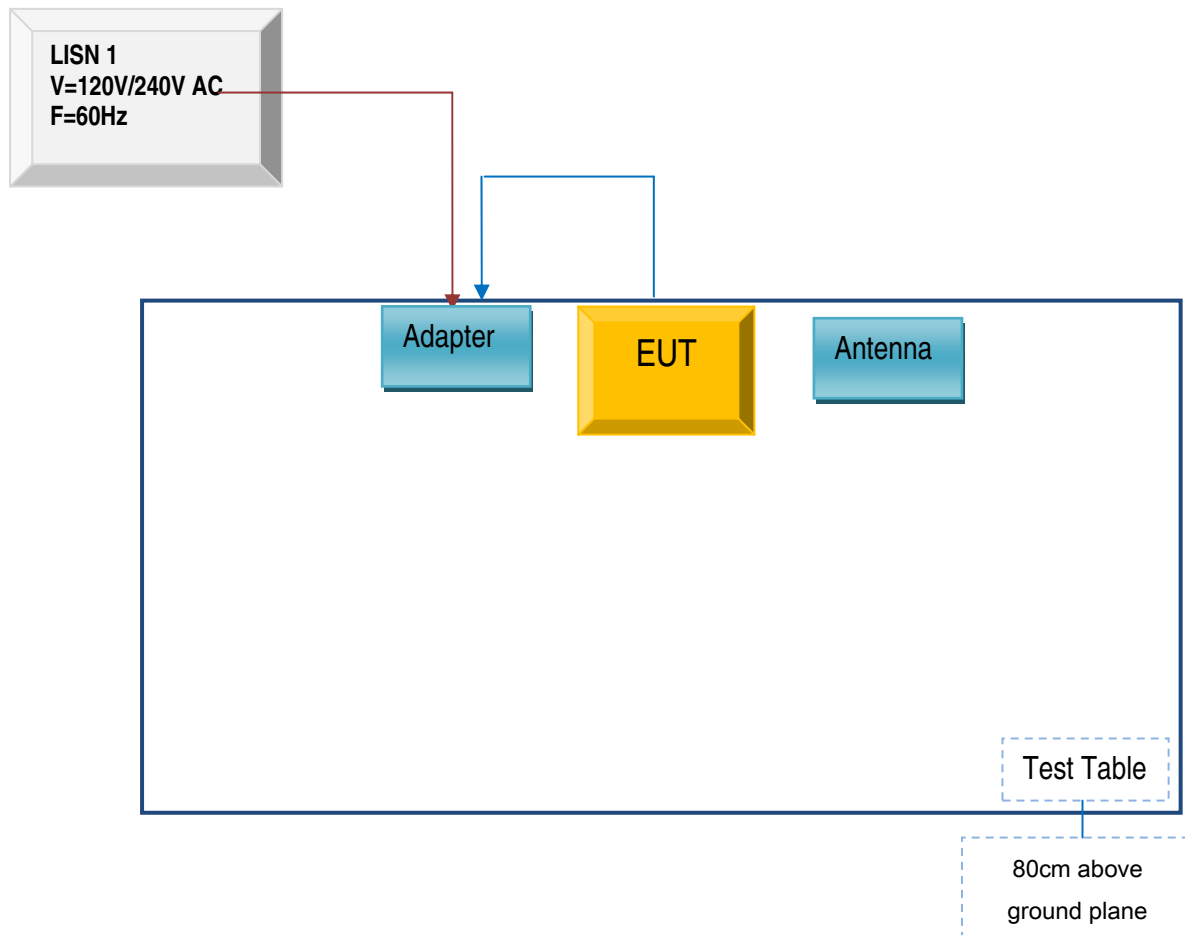 LISN 1
V=120V/240V AC
F=60Hz
Adapter
EUT
Antenna
Test Table
80cm above
ground plane